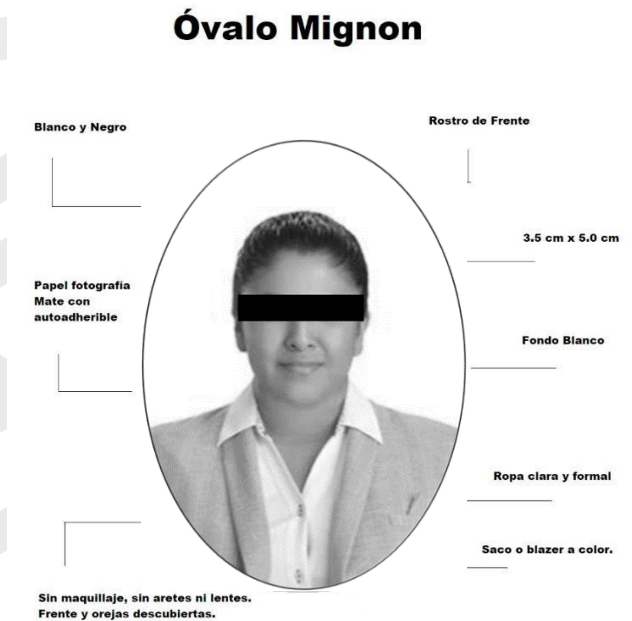 Óvalo Mignon
Blanco y Negro
Rostro de Frente
3.5 cm x 5.0 cm
Papel fotografía
Mate con
autoadherible
Fondo Blanco
Ropa clara y formal
Saco o blazer a color.
Sin maquillaje, sin aretes ni lentes.
Frente y orejas descubiertas.